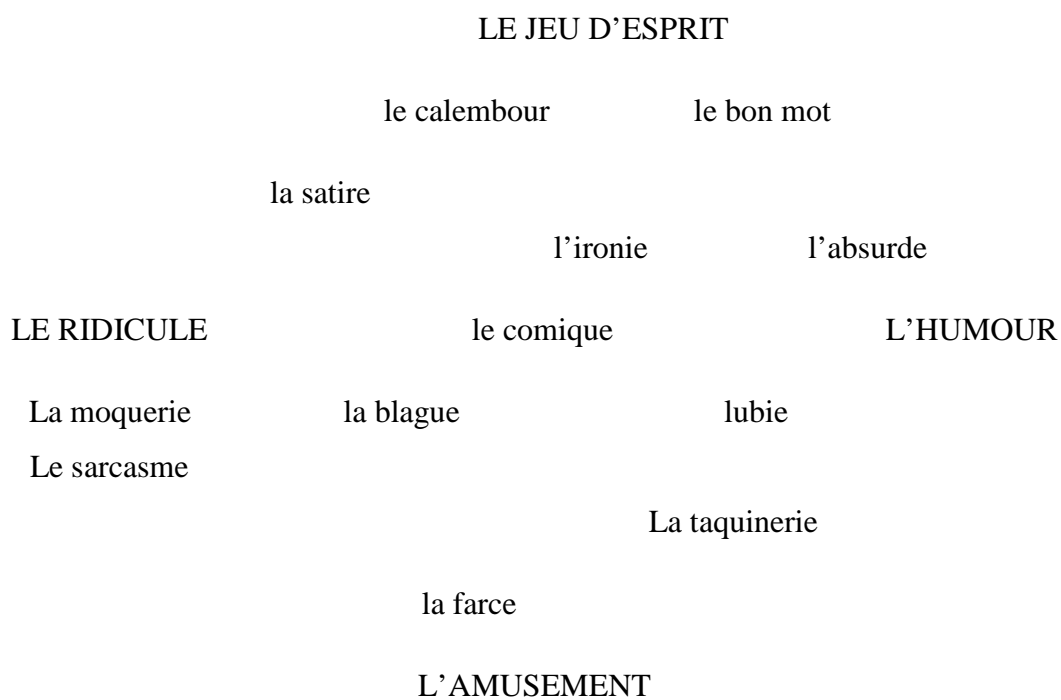 LE JEU D’ESPRIT
le calembour le bon mot
la satire
l’ironie l’absurde
LE RIDICULE le comique L’HUMOUR
La moquerie la blague lubie
Le sarcasme
La taquinerie
la farce
L’AMUSEMENT